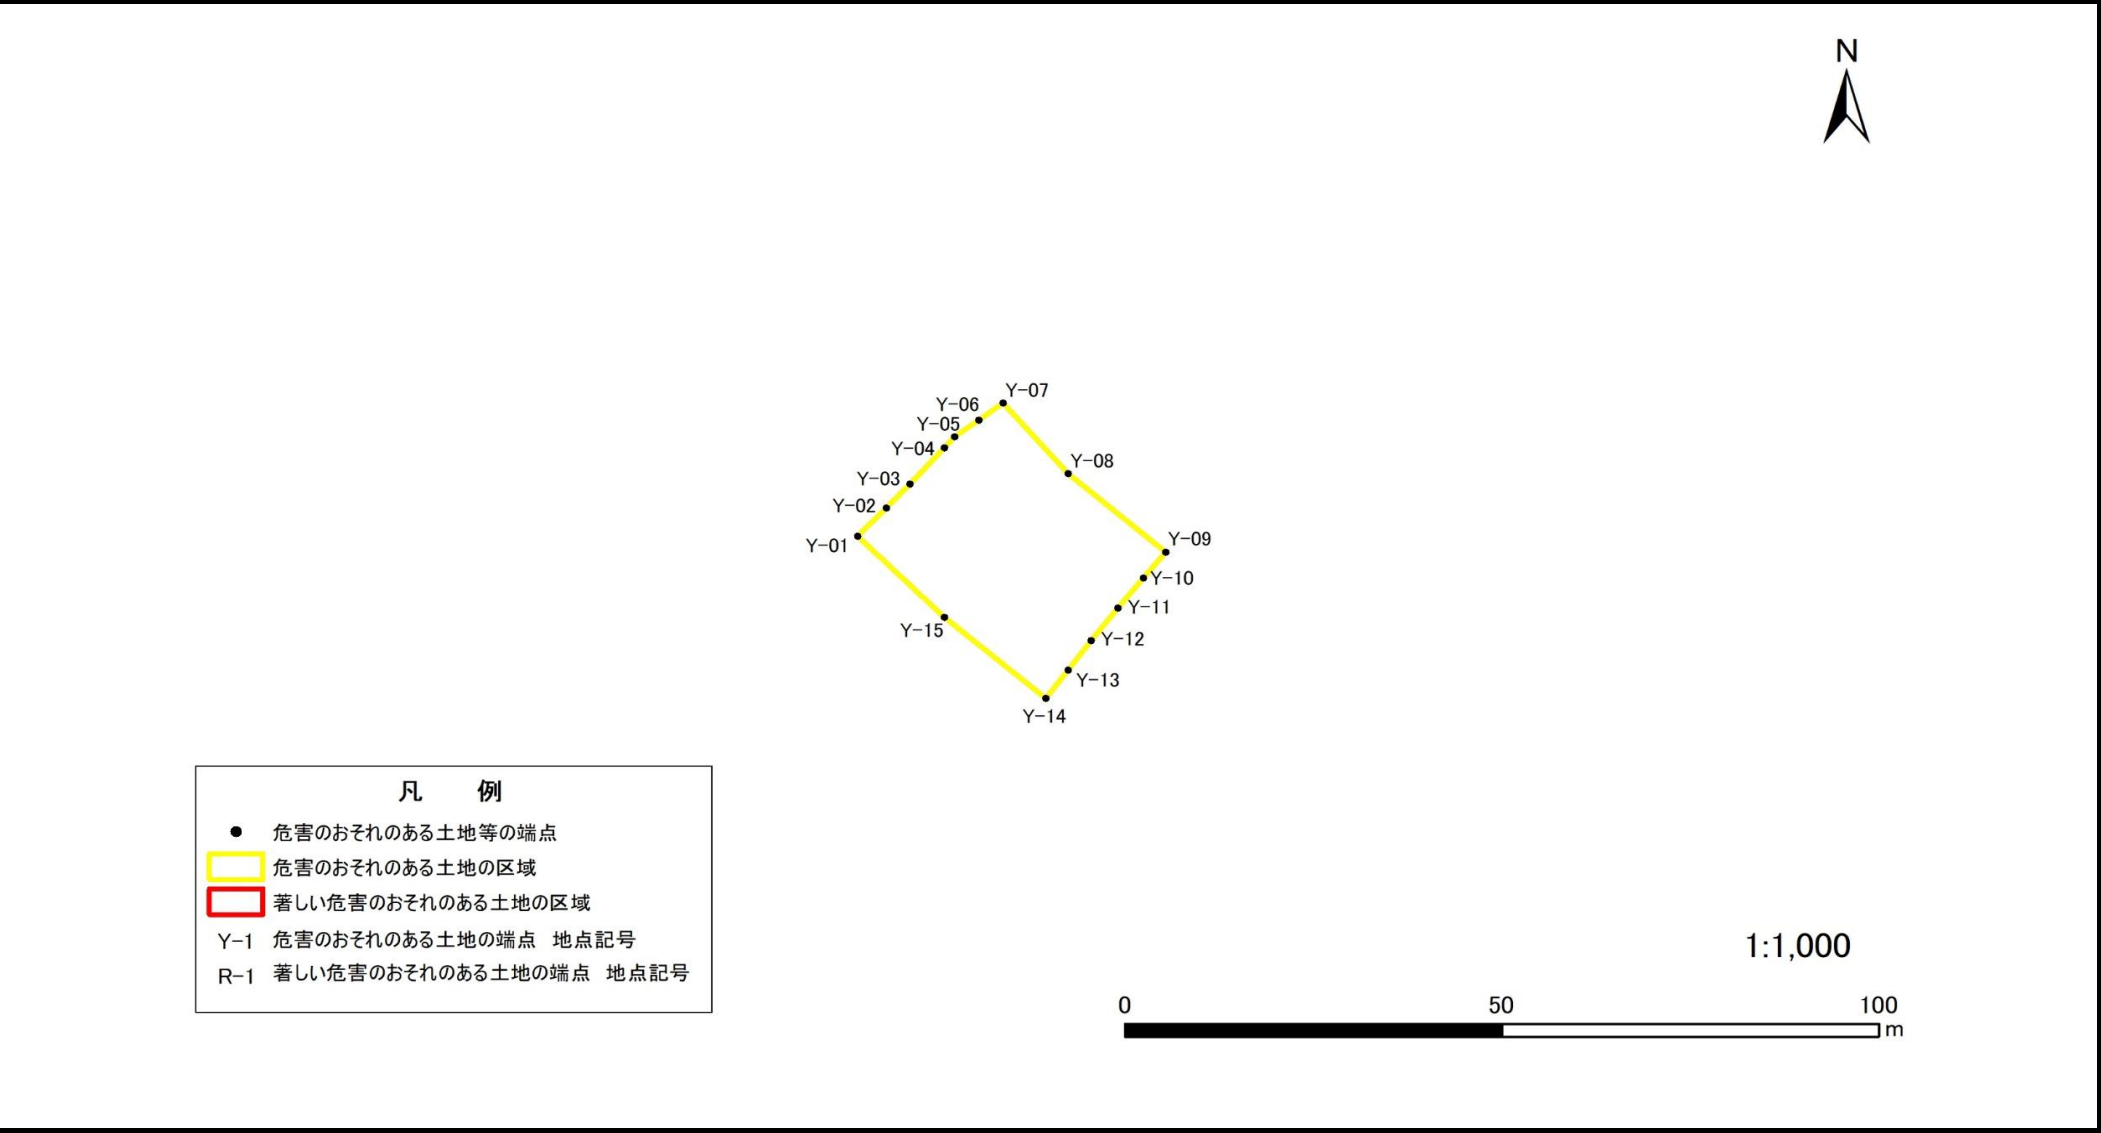 N
Y-07
Y-06
Y-05
Y-04
Y-08
Y-03
Y-02
Y-09
Y-01
Y-10
Y-11
Y-15
Y-12
Y-13
Y-14
凡 例
危害のおそれのある土地等の端点
危害のおそれのある土地の区域
著しい危害のおそれのある土地の区域
Y-1 危害のおそれのある土地の端点 地点記号
R-1 著しい危害のおそれのある土地の端点 地点記号
1:1,000
0 50 100
m